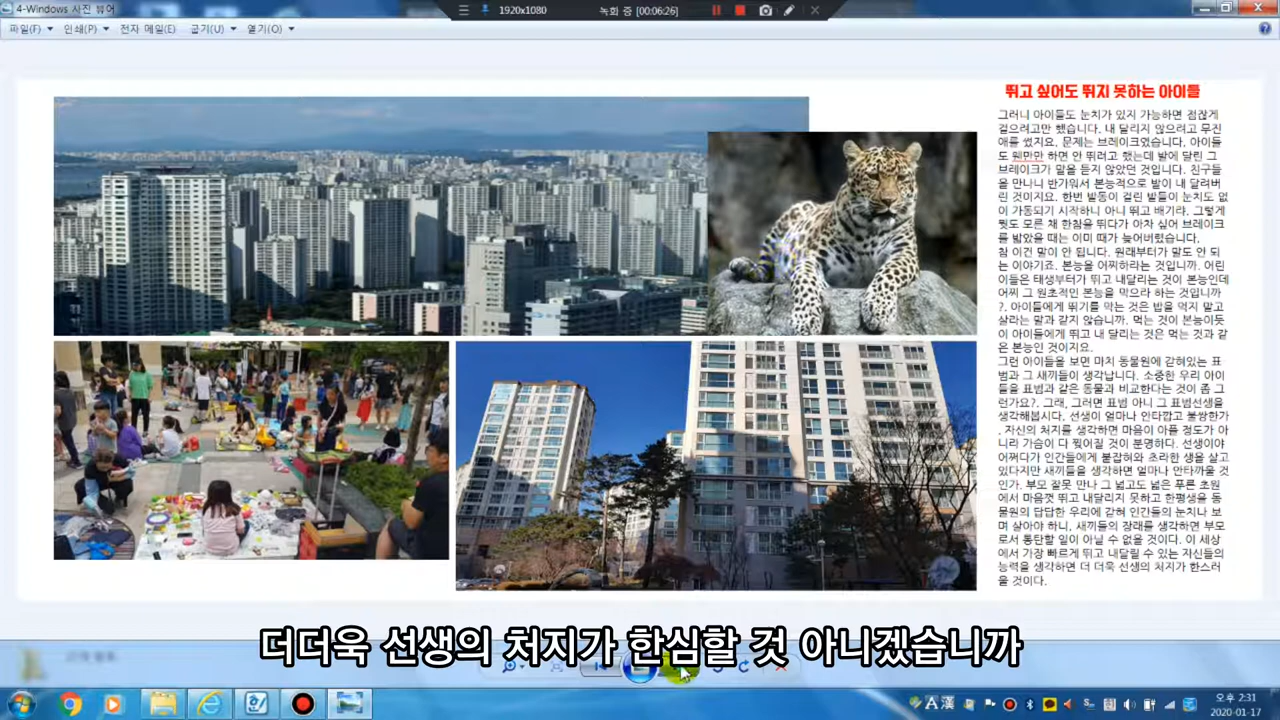 4-Windows 사진 뷰어
1920x1080
녹화 중 [00:06:26]
파일(F)
인쇄(P)
전자 메일(E)
굽기(U)
열기(O)
뛰고 싶어도 뛰지 못하는 아이들
그러니 아이들도 눈치가 있지 가능하면 점잖게
걸으려고만 했습니다. 내 달리지 않으려고 무진
애를 썼지요. 문제는 브레이크였습니다. 아이들
도 웬만만 하면 안 뛰려고 했는데 발에 달린 그
브레이크가 말을 듣지 않았던 것입니다. 친구들
을 만나니 반가워서 본능적으로 발이 내 달려버
린 것이지요. 한번 발동이 걸린 발들이 눈치도 없
이 가동되기 시작하니 아니 뛰고 배기랴. 그렇게
뭣도 모른 채 한참을 뛰다가 아차 싶어 브레이크
를 밟았을 때는 이미 때가 늦어버렸습니다.
참 이건 말이 안 됩니다. 원래부터가 말도 안 되
는 이야기죠. 본능을 어찌하라는 것입니까. 어린
이들은 태생부터가 뛰고 내달리는 것이 본능인데
어찌 그 원초적인 본능을 막으라 하는 것입니까
?. 아이들에게 뛰기를 막는 것은 밥을 먹지 말고
살라는 말과 같지 않습니까. 먹는 것이 본능이듯
이 아이들에게 뛰고 내 달리는 것은 먹는 것과 같
은 본능인 것이지요.
그런 아이들을 보면 마치 동물원에 갇혀있는 표
범과 그 새끼들이 생각납니다. 소중한 우리 아이
들을 표범과 같은 동물과 비교한다는 것이 좀 그
런가요?. 그래, 그러면 표범 아니 그 표범선생을
생각해봅시다. 선생이 얼마나 안타깝고 불쌍한가
. 자신의 처지를 생각하면 마음이 아플 정도가 아
니라 가슴이 다 찢어질 것이 분명하다. 선생이야
어쩌다가 인간들에게 붙잡혀와 초라한 생을 살고
있다지만 새끼들을 생각하면 얼마나 안타까울 것
인가. 부모 잘못 만나 그 넓고도 넓은 푸른 초원
에서 마음껏 뛰고 내달리지 못하고 한평생을 동
물원의 답답한 우리에 갇혀 인간들의 눈치나 보
며 살아야 하니, 새끼들의 장래를 생각하면 부모
로서 통탄할 일이 아닐 수 없을 것이다. 이 세상
에서 가장 빠르게 뛰고 내달릴 수 있는 자신들의
능력을 생각하면 더 더욱 선생의 처지가 한스러
울 것이다.
더더욱 선생의 처지가 한심할 것 아니겠습니까
A 漢
오후 2:31
2020-01-17